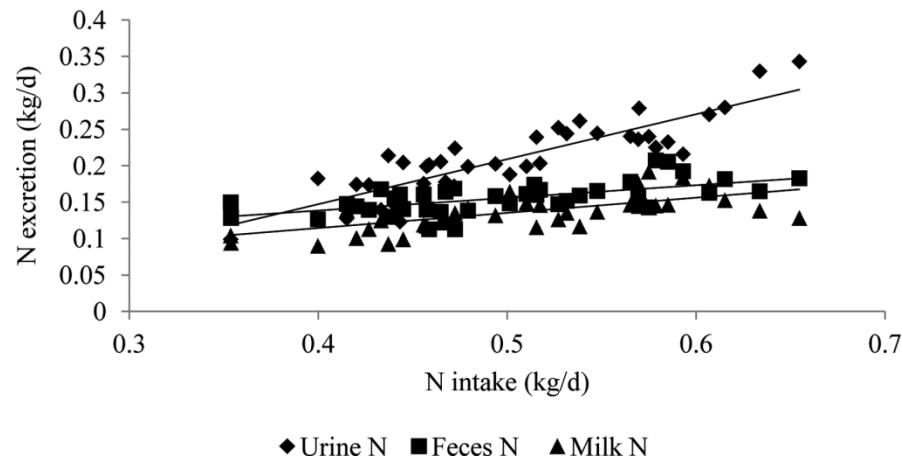 N excretion (kg/d)
0.4
0.35
0.3
0.25
0.2
0.15
0.1
0.05
0
0.3 0.4 0.5 0.6 0.7
N intake (kg/d)
Urine N Feces N Milk N